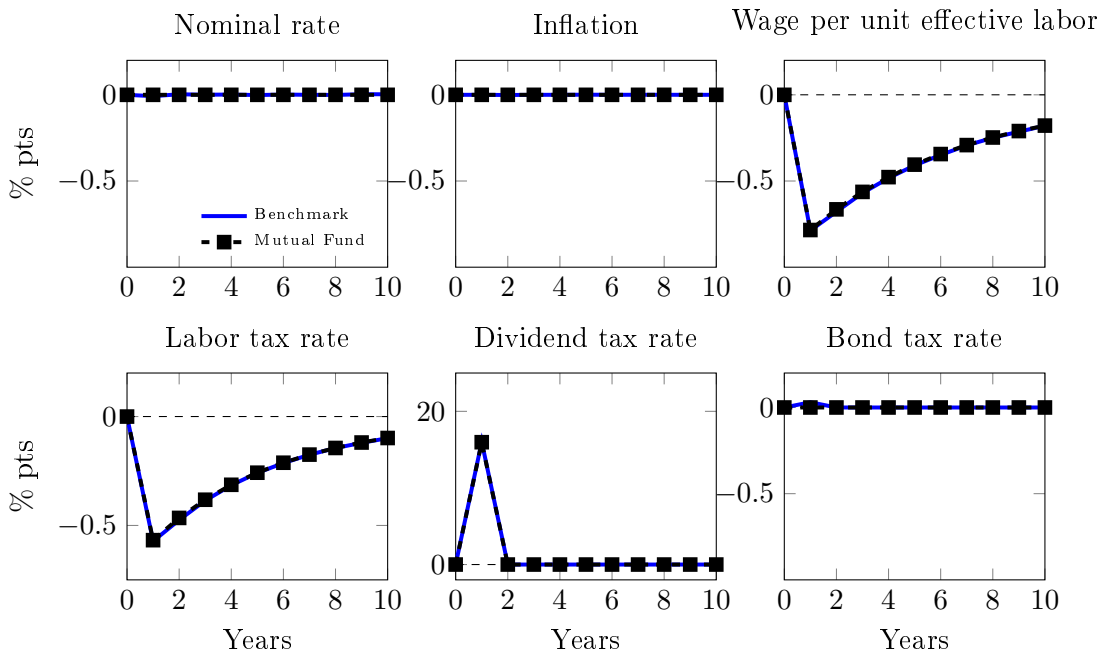 Nominal rate
Inflation
Wage per unit effective labor
% pts
0
−0.5
0 2 4 6 8 10
Benchmark
Mutual Fund
0
−0.5
0 2 4 6 8 10
0
−0.5
0 2 4 6 8 10
Labor tax rate
Dividend tax rate
Bond tax rate
% pts
0
−0.5
0 2 4 6 8 10
Years
20
0
0 2 4 6 8 10
Years
0
−0.5
0 2 4 6 8 10
Years